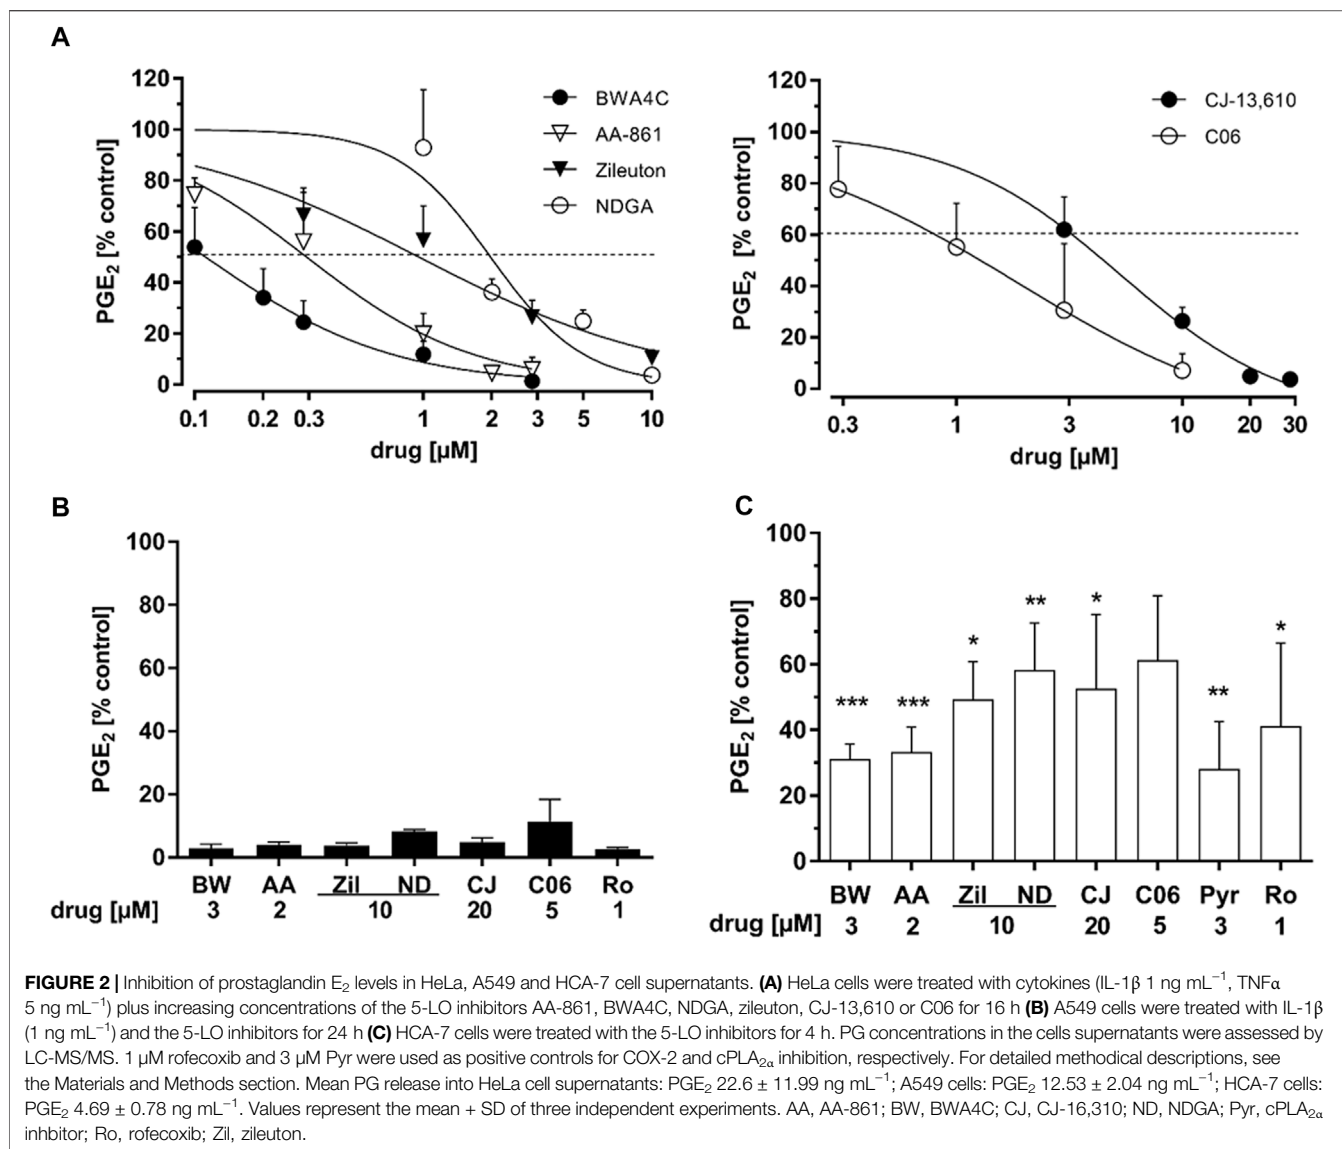 A
120
100
80
60
40
20
0
PGE2 [% control]
BWA4C
AA-861
Zileuton
NDGA
0.1 0.2 0.3 1 2 3 5 10
drug [µM]
120
100
80
60
40
20
0
PGE2 [% control]
CJ-13,610
C06
0.3 1 3 10 20 30
drug [µM]
B
100
80
60
40
20
0
PGE2 [% control]
BW AA Zil ND CJ C06 Ro
drug [µM] 3 2 10 20 5 1
C
100
80
60
40
20
0
PGE2 [% control]
*** *** * ** * ** *
BW AA Zil ND CJ C06 Pyr Ro
drug [µM] 3 2 10 20 5 3 1
FIGURE 2 | Inhibition of prostaglandin E2 levels in HeLa, A549 and HCA-7 cell supernatants. (A) HeLa cells were treated with cytokines (IL-1β 1 ng mL−1, TNFα
5 ng mL−1) plus increasing concentrations of the 5-LO inhibitors AA-861, BWA4C, NDGA, zileuton, CJ-13,610 or C06 for 16 h (B) A549 cells were treated with IL-1β
(1 ng mL−1) and the 5-LO inhibitors for 24 h (C) HCA-7 cells were treated with the 5-LO inhibitors for 4 h. PG concentrations in the cells supernatants were assessed by
LC-MS/MS. 1 µM rofecoxib and 3 µM Pyr were used as positive controls for COX-2 and cPLA2α inhibition, respectively. For detailed methodical descriptions, see
the Materials and Methods section. Mean PG release into HeLa cell supernatants: PGE2 22.6 ± 11.99 ng mL−1; A549 cells: PGE2 12.53 ± 2.04 ng mL−1; HCA-7 cells:
PGE2 4.69 ± 0.78 ng mL−1. Values represent the mean + SD of three independent experiments. AA, AA-861; BW, BWA4C; CJ, CJ-16,310; ND, NDGA; Pyr, cPLA2α
inhbitor; Ro, rofecoxib; Zil, zileuton.